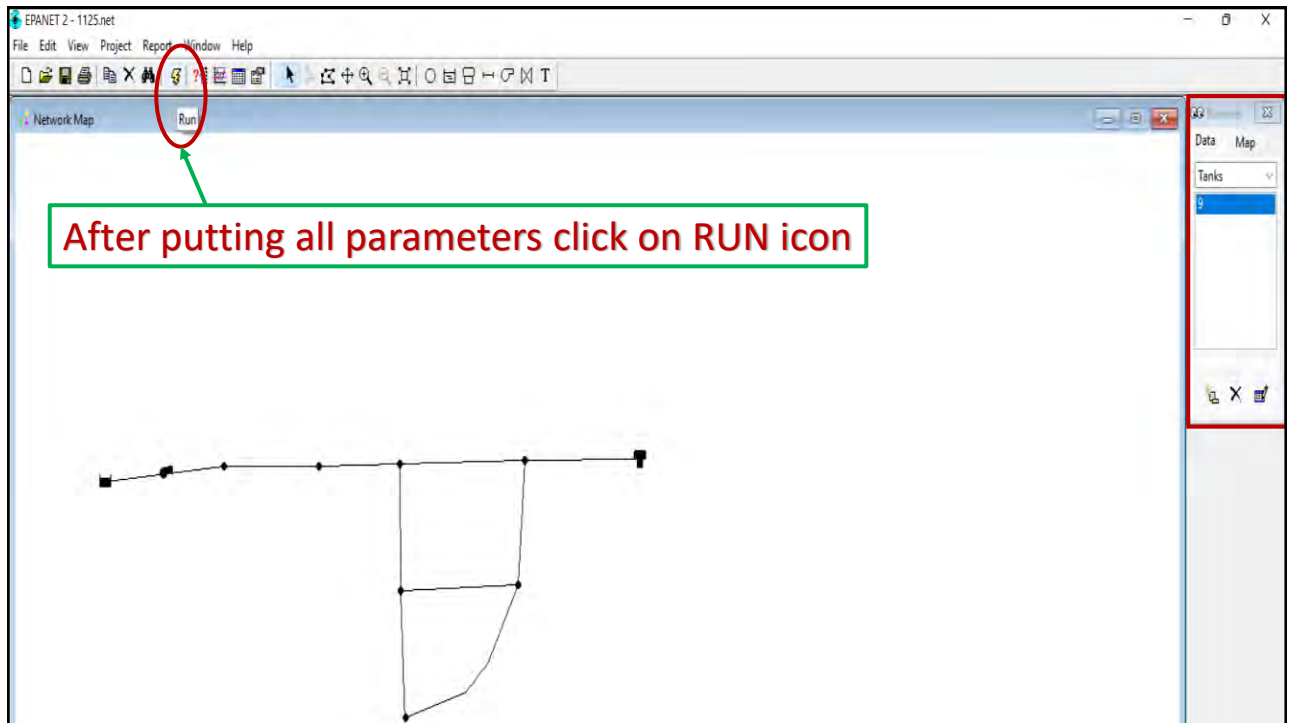 EPANET 2 - 1125.net
File Edit View Project Report Window Help
T
Network Map
Run
Data Map
Tanks
9
After putting all parameters click on RUN icon